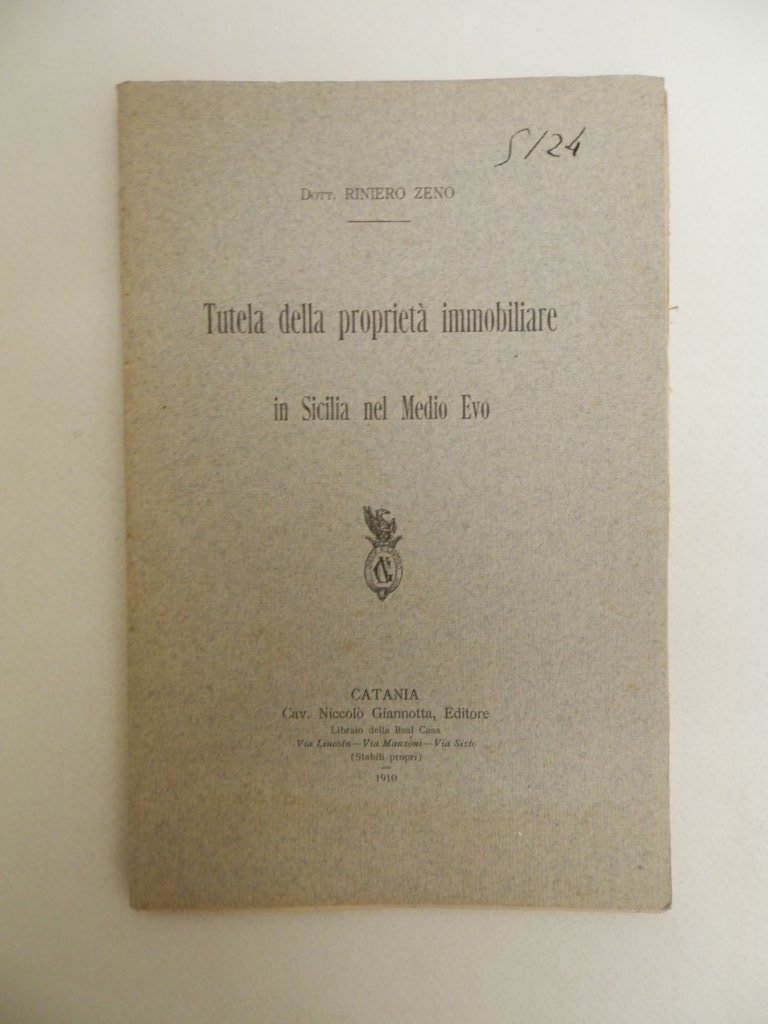 5/24
Dott. RINIERO ZENO
Tutela della proprietà immobiliare
in Sicilia nel Medio Evo
CATANIA
Cav. Niccolò Giannotta, Editore
Libraio della Real Casa
Via Lincoln—Via Manzoni—Via Sisto
(Stabili propri)
1910